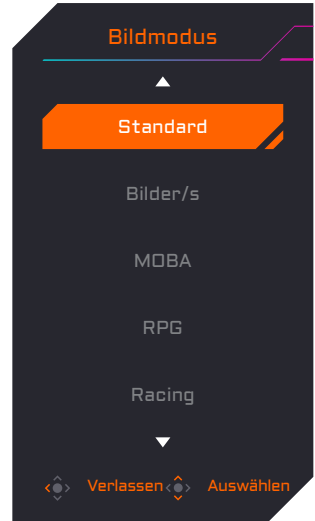 Bildmodus
Standard
Bilder/s
MOBA
RPG
Racing
Verlassen Auswählen